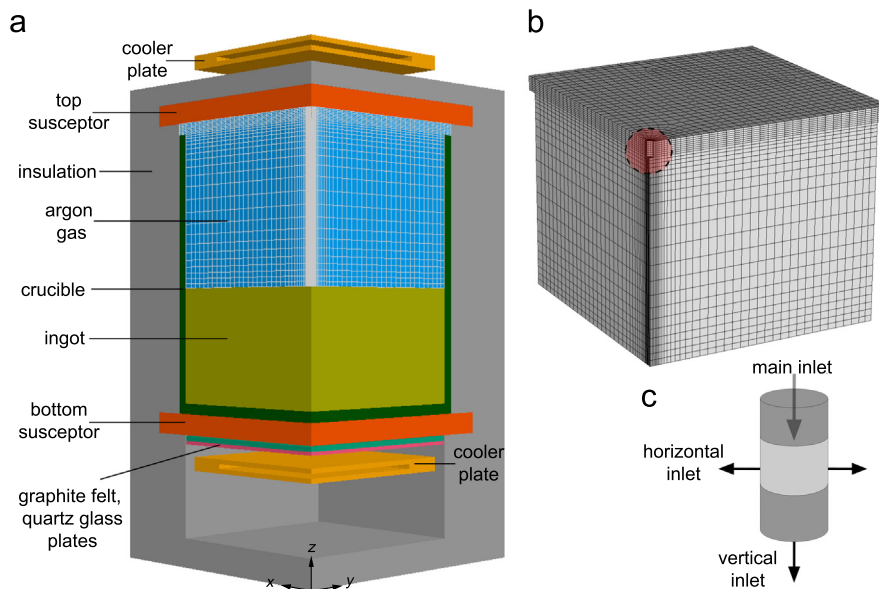 a
cooler
plate
top
susceptor
insulation
argon
gas
crucible
ingot
bottom
susceptor
graphite felt,
quartz glass
plates
cooler
plate
z
x
y
b
c
main inlet
horizontal
inlet
vertical
inlet